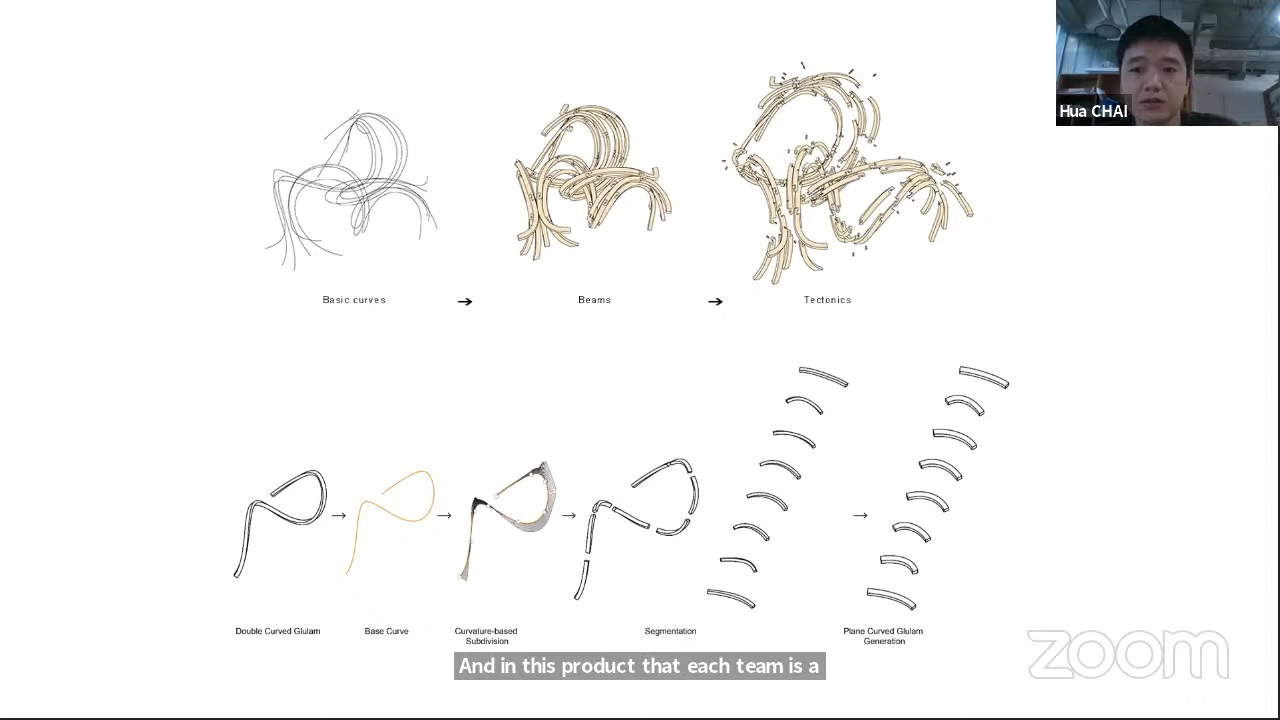 Hua CHAI
Basic curves
Beams
Tectonics
Double Curved Glulam
Base Curve
Curvature-based
Subdivision
Segmentation
Plane Curved Glulam
Generation
And in this product that each team is a
zoom